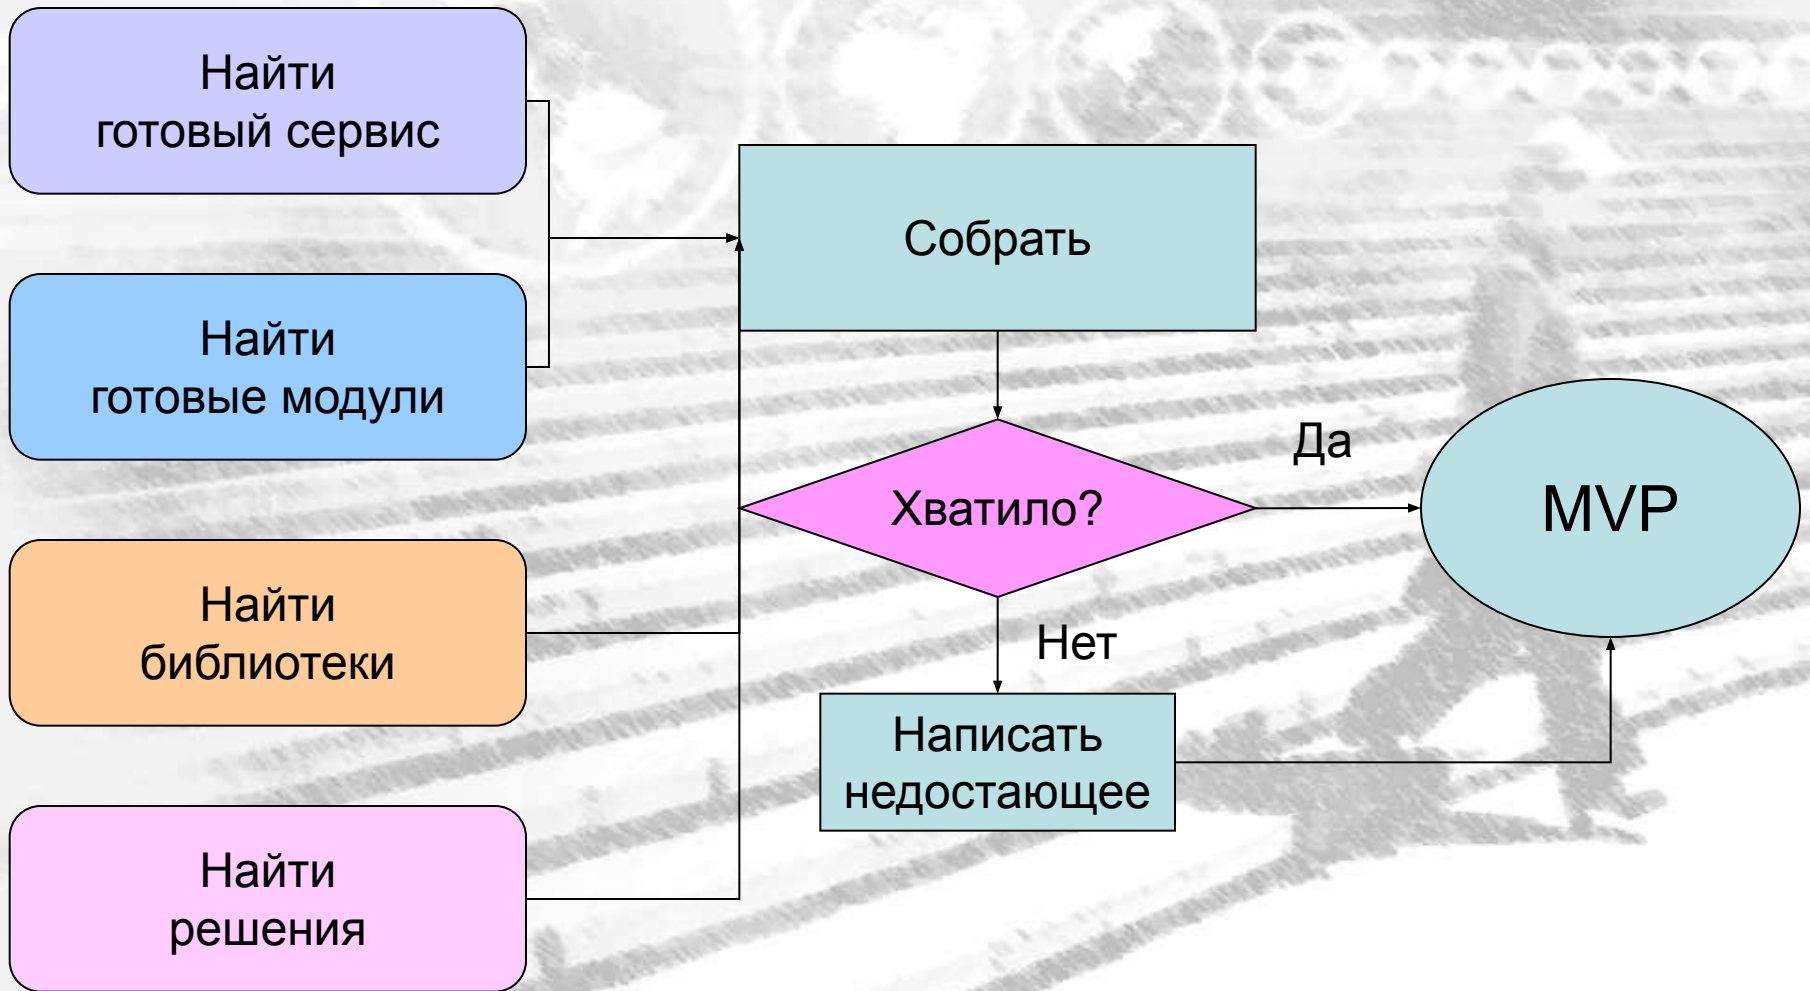 Найти
готовый сервис
Найти
готовые модули
Найти
библиотеки
Найти
решения
Собрать
Хватило?
Да
Нет
Написать
недостающее
MVP